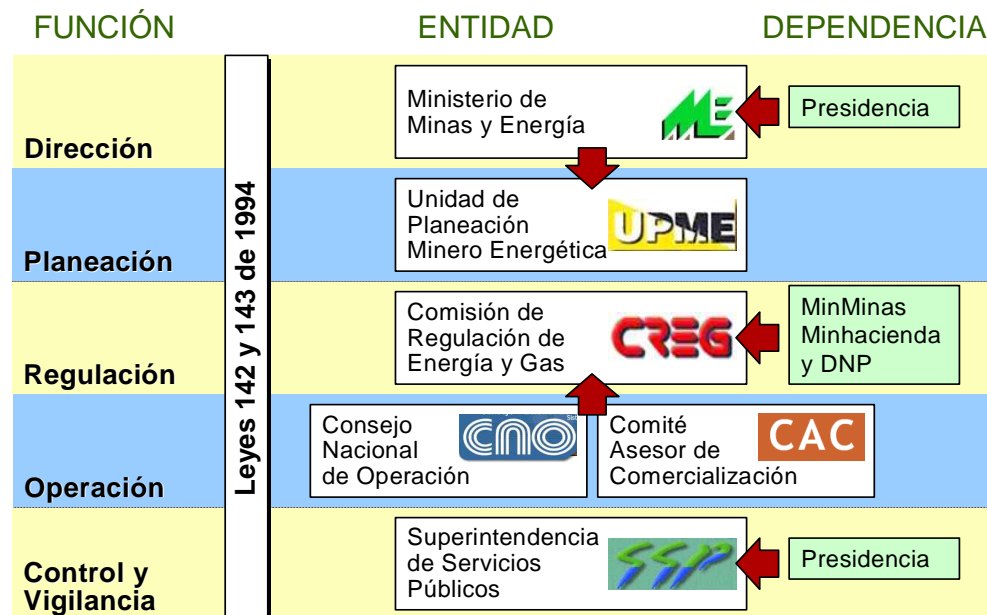 FUNCIÓN
ENTIDAD
DEPENDENCIA
Leyes 142 y 143 de 1994
Dirección
Ministerio de
Minas y Energía
ME
Presidencia
Planeación
Unidad de
Planeación
Minero Energética
UPME
Regulación
Comisión de
Regulación de
Energía y Gas
CREG
MinMinas
Minhacienda
y DNP
Operación
Consejo
Nacional
de Operación
cno
Comité
Asesor de
Comercialización
CAC
Control y
Vigilancia
Superintendencia
de Servicios
Públicos
SSP
Presidencia